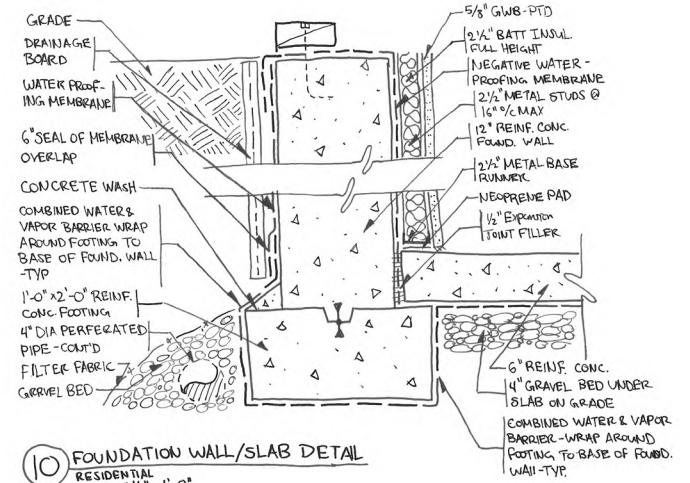 GRADE
DRAINAGE
BOARD
WATER PROOF-
ING MEMBRANE
6" SEAL OF MEMBRANE
OVERLAP
CONCRETE WASH
COMBINED WATER &
VAPOR BARRIER WRAP
AROUND FOOTING TO
BASE OF FOUND. WALL
-TYP
1'-0" x 2'-0" REINF.
CONC. FOOTING
4" DIA PERFERATED
PIPE-CONT'D
FILTER FABRIC
GRAVEL BED
5/8" GWB-PTD
2 1/2" BATT INSUL.
FULL HEIGHT
NEGATIVE WATER-
PROOFING MEMBRANE
2 1/2" METAL STUDS @
16" O/C MAX
12" REINF. CONC.
FOUND. WALL
2 1/2" METAL BASE
RUNNER
NEOPRENE PAD
1/2" EXPANSION
JOINT FILLER
6" REINF. CONC.
4" GRAVEL BED UNDER
SLAB ON GRADE
COMBINED WATER & VAPOR
BARRIER-WRAP AROUND
FOOTING TO BASE OF FOUND.
WALL-TYP.
10 FOUNDATION WALL/SLAB DETAIL
RESIDENTIAL